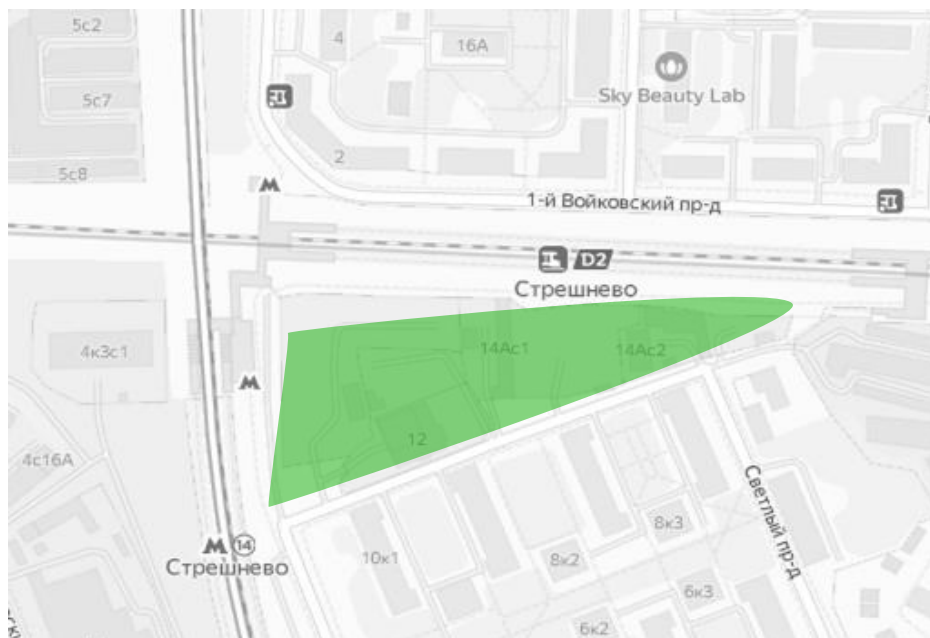 5с2
4
16А
Sky Beauty Lab
5с7
2
5с8
М
1-й Войковский пр-д
D2
Стрешнево
14Ас1
14Ас2
4к3с1
М
12
4с16А
Светлый пр-д
8к3
М 14
Стрешнево
10к1
8к2
6к3
6к2